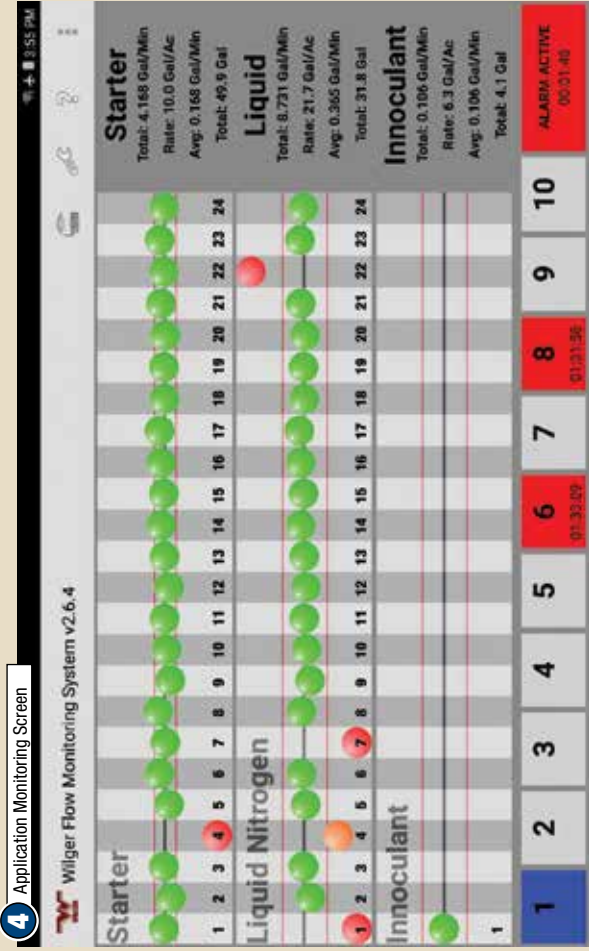 4 Application Monitoring Screen
3:55 PM
Wilger Flow Monitoring System v2.6.4
Starter
1 2 3 4 5 6 7 8 9 10 11 12 13 14 15 16 17 18 19 20 21 22 23 24
Starter
Total: 4.168 Gal/Min
Rate: 10.0 Gal/Ac
Avg: 0.168 Gal/Min
Total: 49.9 Gal
Liquid Nitrogen
1 2 3 4 5 6 7 8 9 10 11 12 13 14 15 16 17 18 19 20 21 22 23 24
Liquid
Total: 8.731 Gal/Min
Rate: 21.7 Gal/Ac
Avg: 0.365 Gal/Min
Total: 31.8 Gal
Innoculant
1
Innoculant
Total: 0.106 Gal/Min
Rate: 6.3 Gal/Ac
Avg: 0.106 Gal/Min
Total: 4.1 Gal
1 2 3 4 5 6 7 8 9 10 ALARM ACTIVE
01:33:09 00:01:40